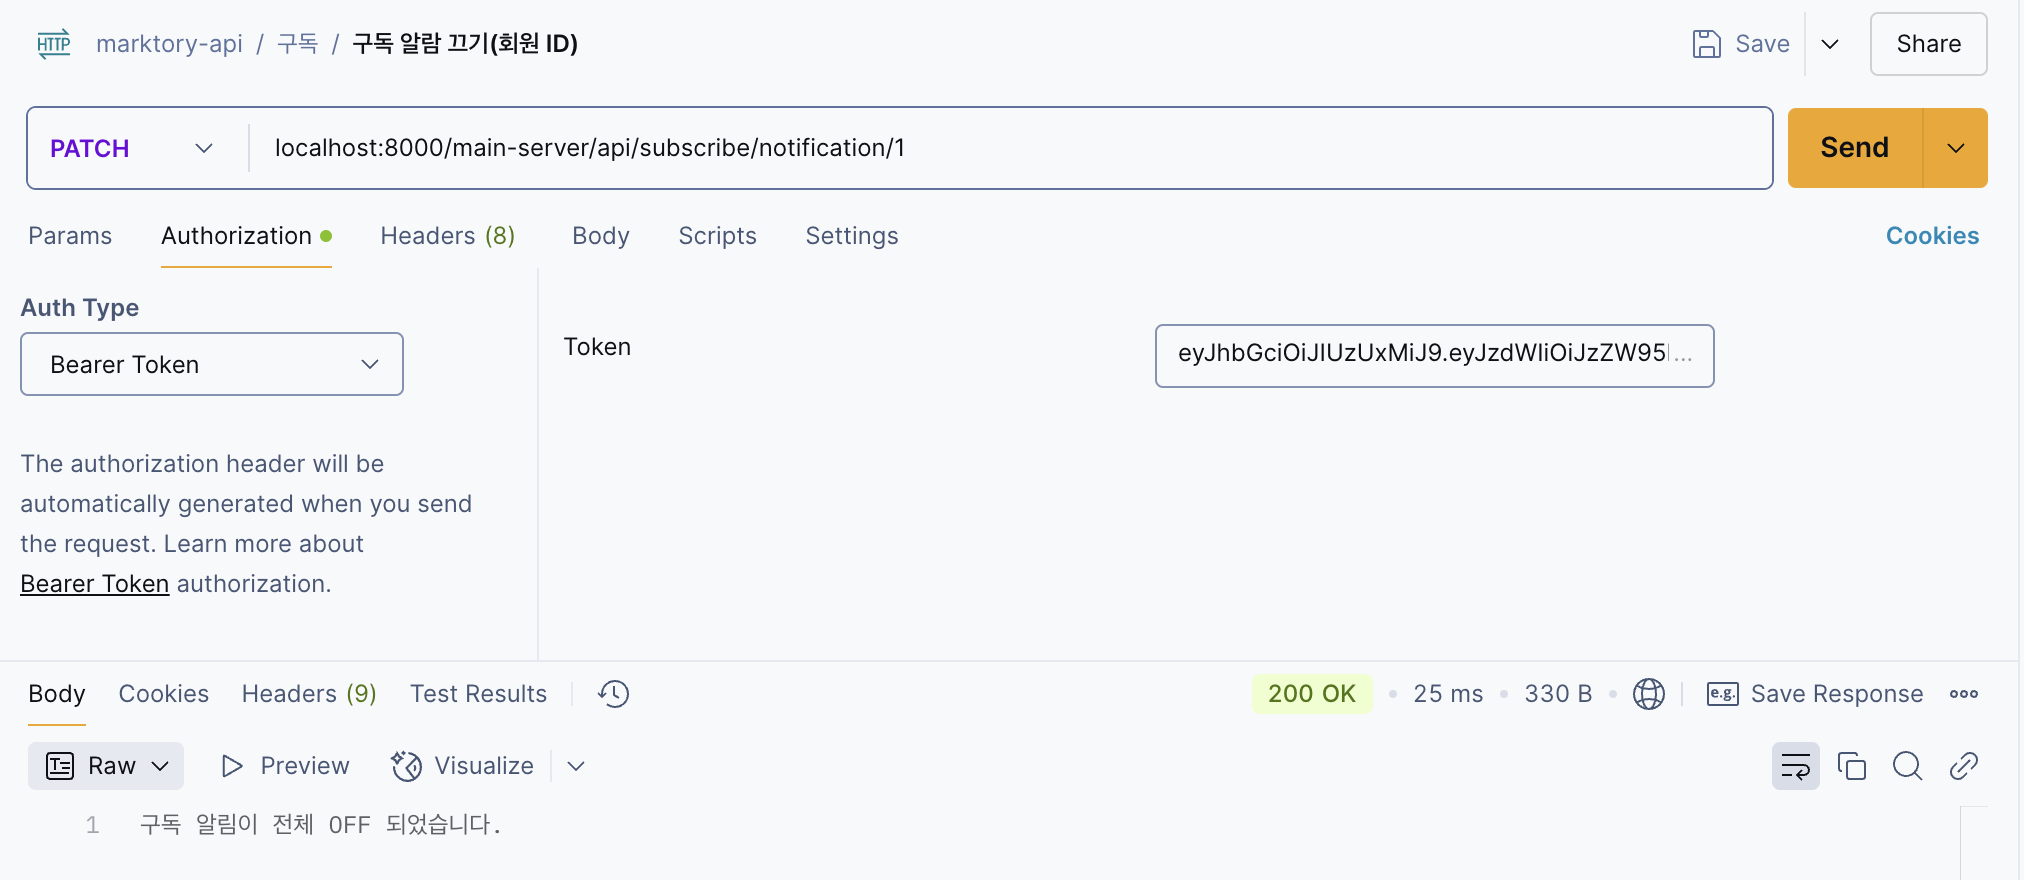 HTTP marktory-api / 구독 / 구독 알람 끄기(회원 ID) Save Share
PATCH localhost:8000/main-server/api/subscribe/notification/1 Send
Params Authorization Headers (8) Body Scripts Settings Cookies
Auth Type
Bearer Token
Token eyJhbGciOiJIUzUxMiJ9.eyJzdWIiOiJzZW95...
The authorization header will be
automatically generated when you send
the request. Learn more about
Bearer Token authorization.
Body Cookies Headers (9) Test Results 200 OK • 25 ms • 330 B • e.g. Save Response
Raw Preview Visualize
1 구독 알림이 전체 OFF 되었습니다.